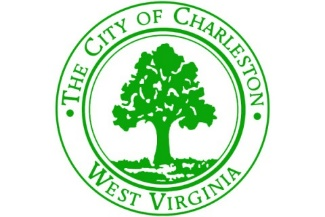 • THE CITY OF CHARLESTON •
WEST VIRGINIA